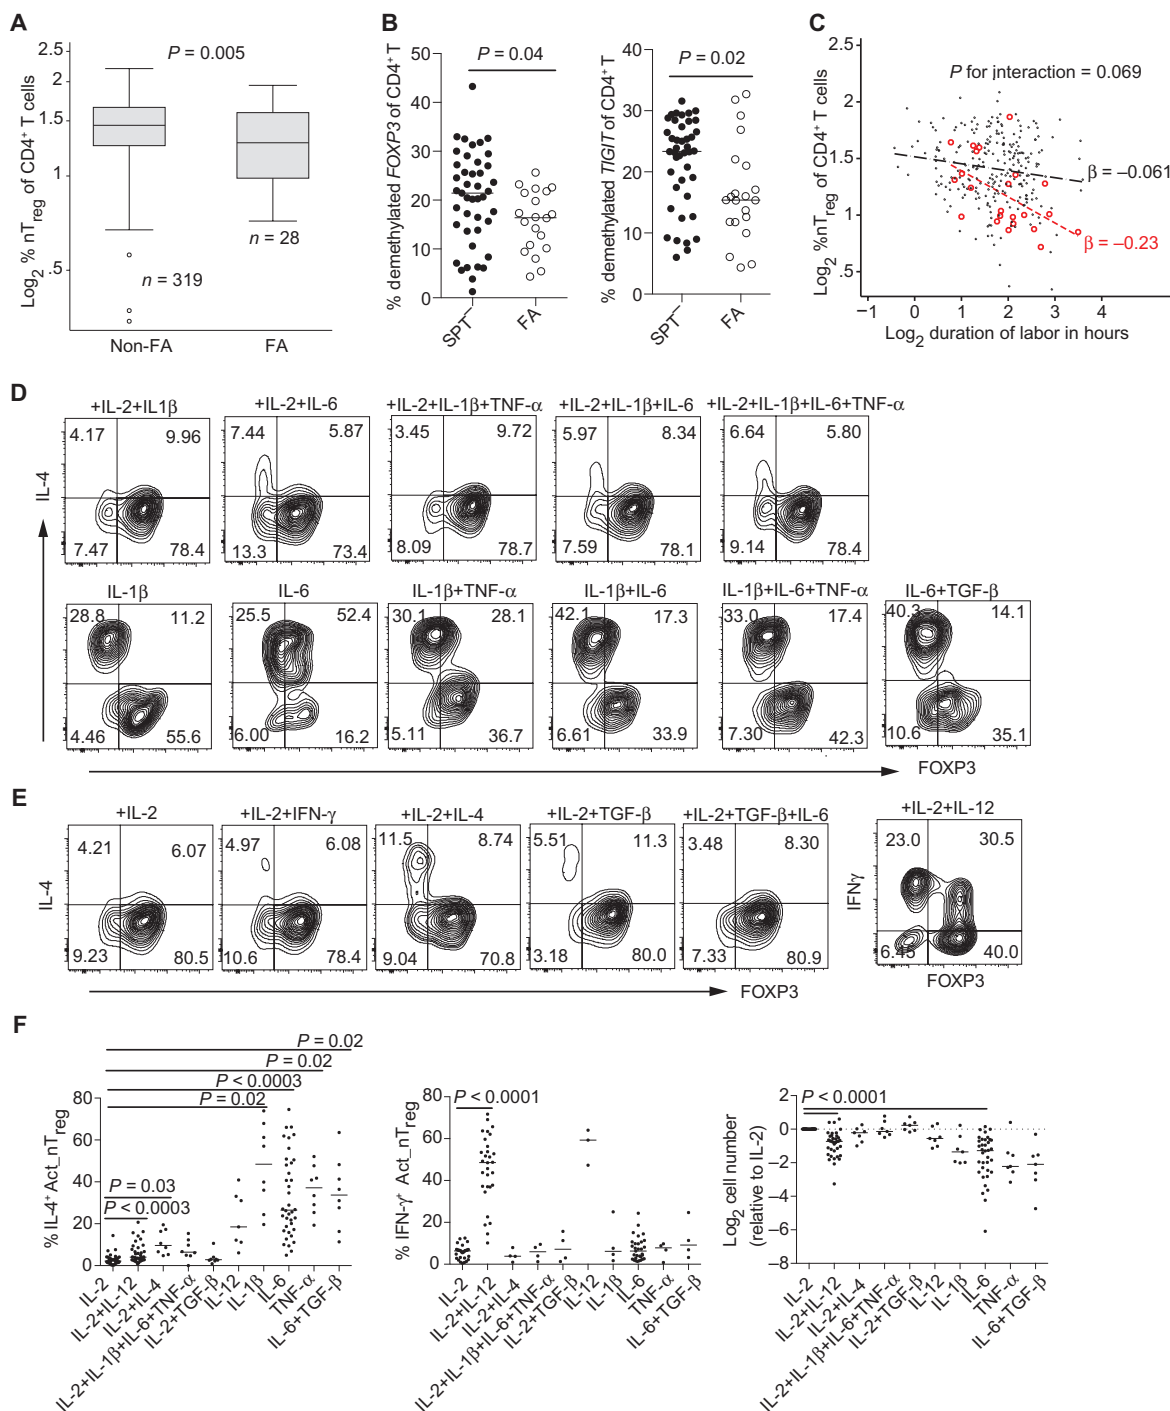 A
Log2 % nTreg of CD4+ T cells
2.5
1.5
1
.5
P = 0.005
n = 319
n = 28
Non-FA
FA
B
% demethylated FOXP3 of CD4+ T
50
40
30
20
10
0
P = 0.04
SPT–
FA
% demethylated TIGIT of CD4+ T
40
30
20
10
0
P = 0.02
SPT–
FA
C
Log2 %nTreg of CD4+ T cells
2.5
2
1.5
1
.5
P for interaction = 0.069
β = –0.061
β = –0.23
–1
0
1
2
3
4
Log2 duration of labor in hours
D
IL-4
+IL-2+IL1β
4.17
9.96
7.47
78.4
+IL-2+IL-6
7.44
5.87
13.3
73.4
+IL-2+IL-1β+TNF-α
3.45
9.72
8.09
78.7
+IL-2+IL-1β+IL-6
5.97
8.34
7.59
78.1
+IL-2+IL-1β+IL-6+TNF-α
6.64
5.80
9.14
78.4
IL-1β
28.8
11.2
4.46
55.6
IL-6
25.5
52.4
6.00
16.2
IL-1β+TNF-α
30.1
28.1
5.11
36.7
IL-1β+IL-6
42.1
17.3
6.61
33.9
IL-1β+IL-6+TNF-α
33.0
17.4
7.30
42.3
IL-6+TGF-β
40.3
14.1
10.6
35.1
FOXP3
E
IL-4
+IL-2
4.21
6.07
9.23
80.5
+IL-2+IFN-γ
4.97
6.08
10.6
78.4
+IL-2+IL-4
11.5
8.74
9.04
70.8
+IL-2+TGF-β
5.51
11.3
3.18
80.0
+IL-2+TGF-β+IL-6
3.48
8.30
7.33
80.9
FOXP3
+IL-2+IL-12
IFNγ
23.0
30.5
6.45
40.0
FOXP3
F
% IL-4+ Act_nTreg
80
60
40
20
0
P = 0.02
P = 0.02
P < 0.0003
P = 0.02
P = 0.03
P < 0.0003
IL-2
IL-2+IL-12
IL-2+IL-4
IL-2+IL-1β+IL-6+TNF-α
IL-2+TGF-β
IL-12
IL-1β
IL-6
TNF-α
IL-6+TGF-β
% IFN-γ+ Act_nTreg
80
60
40
20
0
P < 0.0001
IL-2
IL-2+IL-12
IL-2+IL-4
IL-2+IL-1β+IL-6+TNF-α
IL-2+TGF-β
IL-12
IL-1β
IL-6
TNF-α
IL-6+TGF-β
Log2 cell number
(relative to IL-2)
2
0
–2
–4
–6
–8
P < 0.0001
IL-2
IL-2+IL-12
IL-2+IL-4
IL-2+IL-1β+IL-6+TNF-α
IL-2+TGF-β
IL-12
IL-1β
IL-6
TNF-α
IL-6+TGF-β